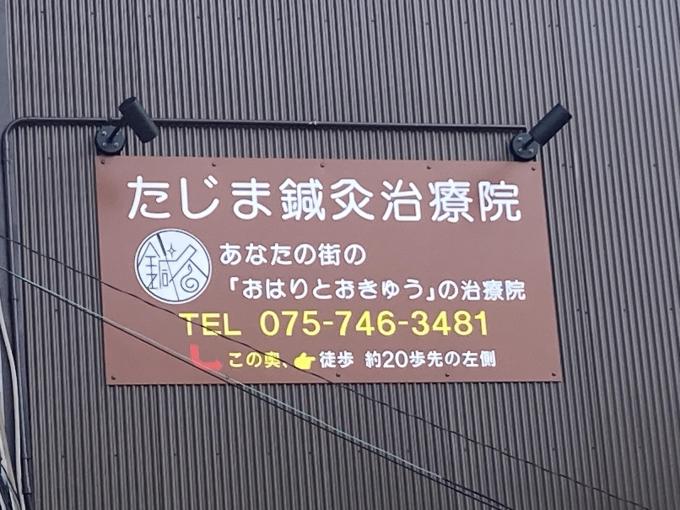 たじま鍼灸治療院
鍼灸
あなたの街の
「おはりとおきゅう」の治療院
TEL 075-746-3481
この奥、👉徒歩 約20歩先の左側